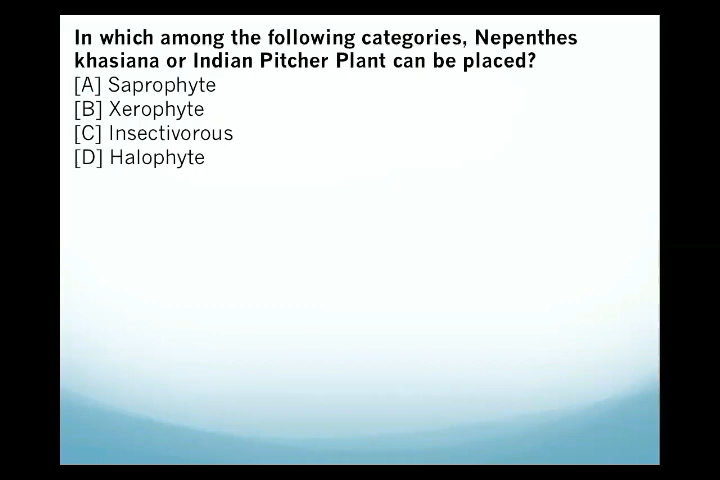 In which among the following categories, Nepenthes
khasiana or Indian Pitcher Plant can be placed?
[A] Saprophyte
[B] Xerophyte
[C] Insectivorous
[D] Halophyte